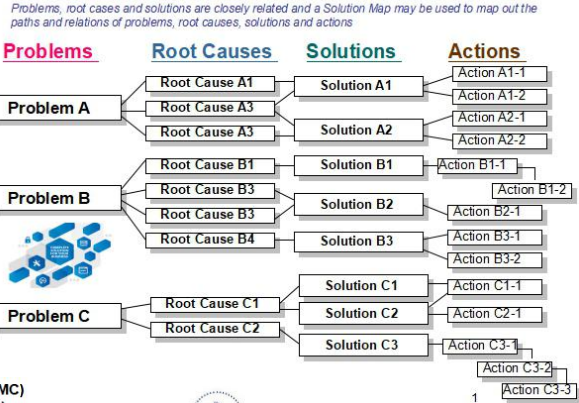 Problems, root cases and solutions are closely related and a Solution Map may be used to map out the
paths and relations of problems, root causes, solutions and actions
Problems Root Causes Solutions Actions
Problem A
Root Cause A1
Root Cause A3
Root Cause A3
Solution A1
Solution A2
Action A1-1
Action A1-2
Action A2-1
Action A2-2
Problem B
Root Cause B1
Root Cause B3
Root Cause B3
Root Cause B4
Solution B1
Solution B2
Solution B3
Action B1-1
Action B1-2
Action B2-1
Action B3-1
Action B3-2
Problem C
Root Cause C1
Root Cause C2
Solution C1
Solution C2
Solution C3
Action C1-1
Action C2-1
Action C3-1
Action C3-2
Action C3-3
MC)
1